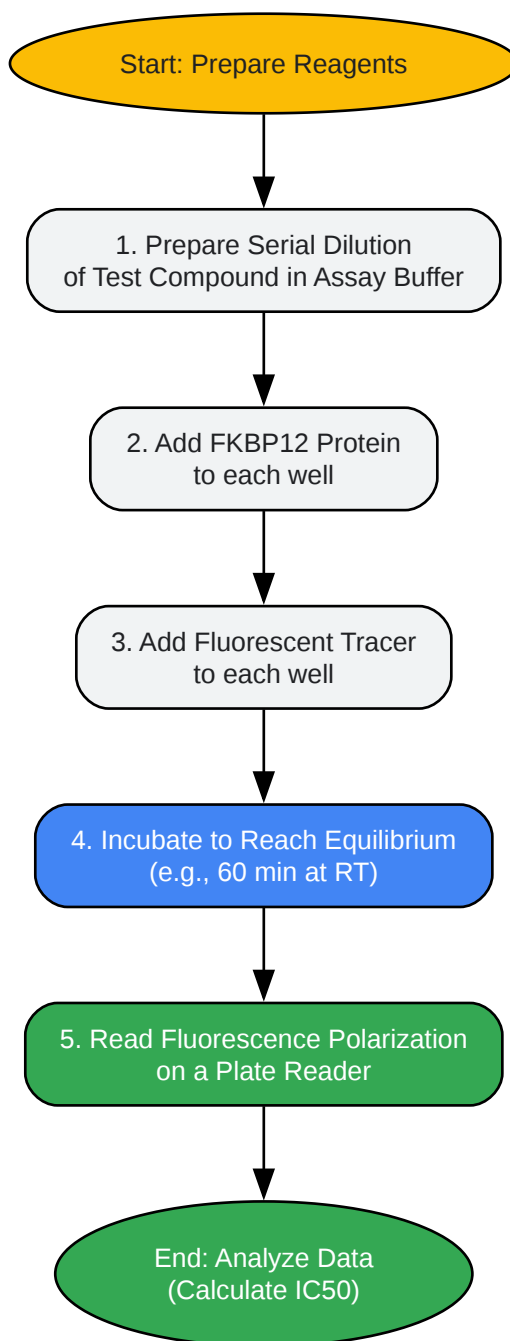 Start: Prepare Reagents
1. Prepare Serial Dilution
of Test Compound in Assay Buffer
2. Add FKBP12 Protein
to each well
3. Add Fluorescent Tracer
to each well
4. Incubate to Reach Equilibrium
(e.g., 60 min at RT)
5. Read Fluorescence Polarization
on a Plate Reader
End: Analyze Data
(Calculate IC50)